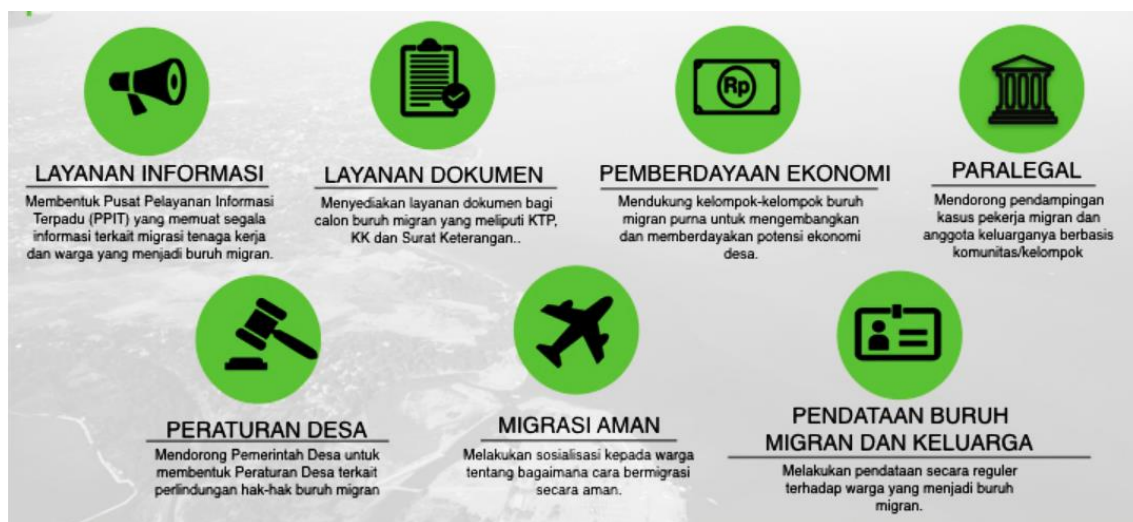 LAYANAN INFORMASI
Membentuk Pusat Pelayanan Informasi
Terpadu (PPIT) yang memuat segala
informasi terkait migrasi tenaga kerja
dan warga yang menjadi buruh migran.
LAYANAN DOKUMEN
Menyediakan layanan dokumen bagi
calon buruh migran yang meliputi KTP,
KK dan Surat Keterangan..
Rp
PEMBERDAYAAN EKONOMI
Mendukung kelompok-kelompok buruh
migran purna untuk mengembangkan
dan memberdayakan potensi ekonomi
desa.
PARALEGAL
Mendorong pendampingan
kasus pekerja migran dan
anggota keluarganya berbasis
komunitas/kelompok
PERATURAN DESA
Mendorong Pemerintah Desa untuk
membentuk Peraturan Desa terkait
perlindungan hak-hak buruh migran
MIGRASI AMAN
Melakukan sosialisasi kepada warga
tentang bagaimana cara bermigrasi
secara aman.
PENDATAAN BURUH
MIGRAN DAN KELUARGA
Melakukan pendataan secara reguler
terhadap warga yang menjadi buruh
migran.